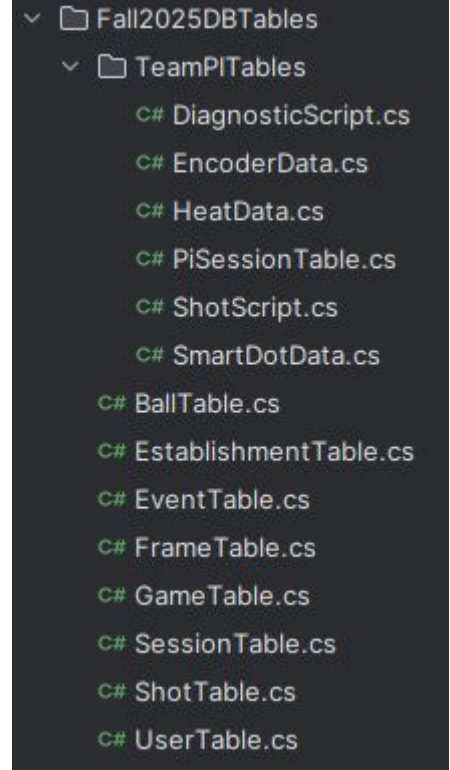 Fall2025DBTables
TeamPITables
C# DiagnosticScript.cs
C# EncoderData.cs
C# HeatData.cs
C# PiSessionTable.cs
C# ShotScript.cs
C# SmartDotData.cs
C# BallTable.cs
C# EstablishmentTable.cs
C# EventTable.cs
C# FrameTable.cs
C# GameTable.cs
C# SessionTable.cs
C# ShotTable.cs
C# UserTable.cs